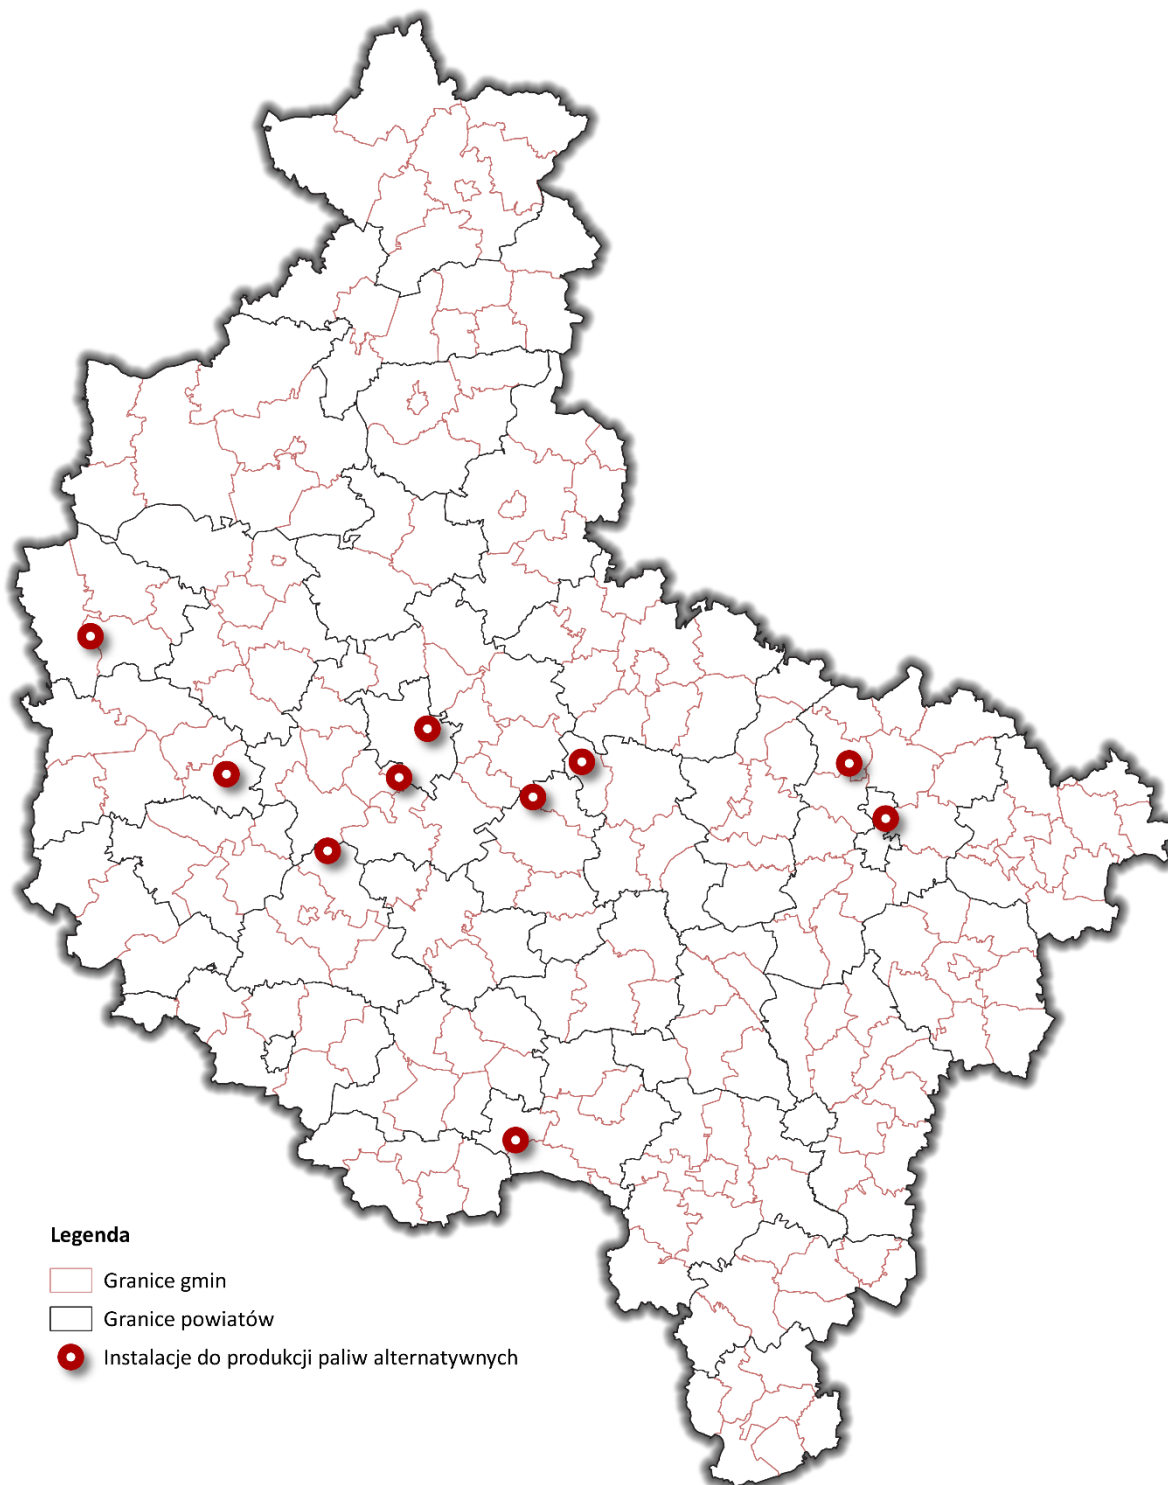 Legenda
Granice gmin
Granice powiatów
Instalacje do produkcji paliw alternatywnych